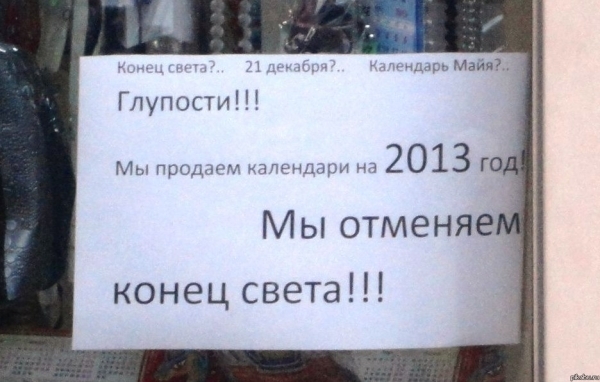 Конец света?.. 21 декабря?.. Календарь Майя?..
Глупости!!!
Мы продаем календари на 2013 год!
Мы отменяем
конец света!!!